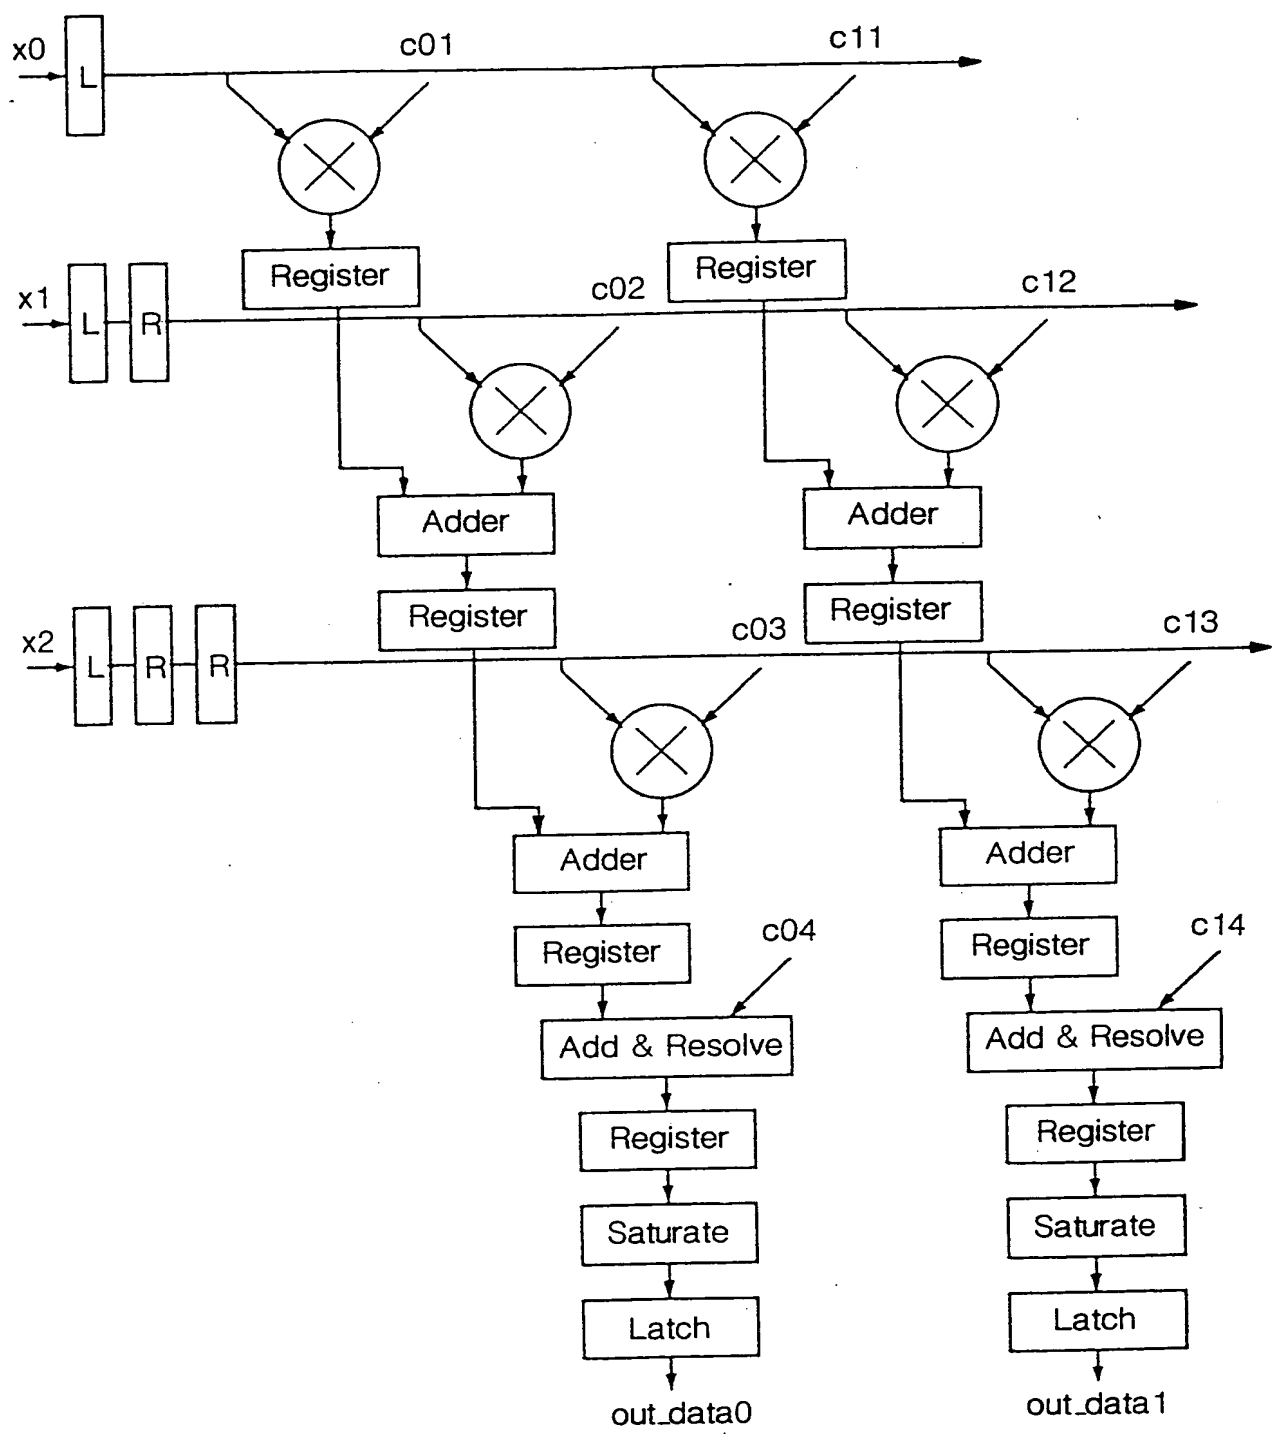 x0 L c01 c11
Register Register
x1 L R c02 c12
Adder Adder
Register Register
x2 L R R c03 c13
Adder Adder
Register c04 Register c14
Add & Resolve Add & Resolve
Register Register
Saturate Saturate
Latch Latch
out_data0 out_data1